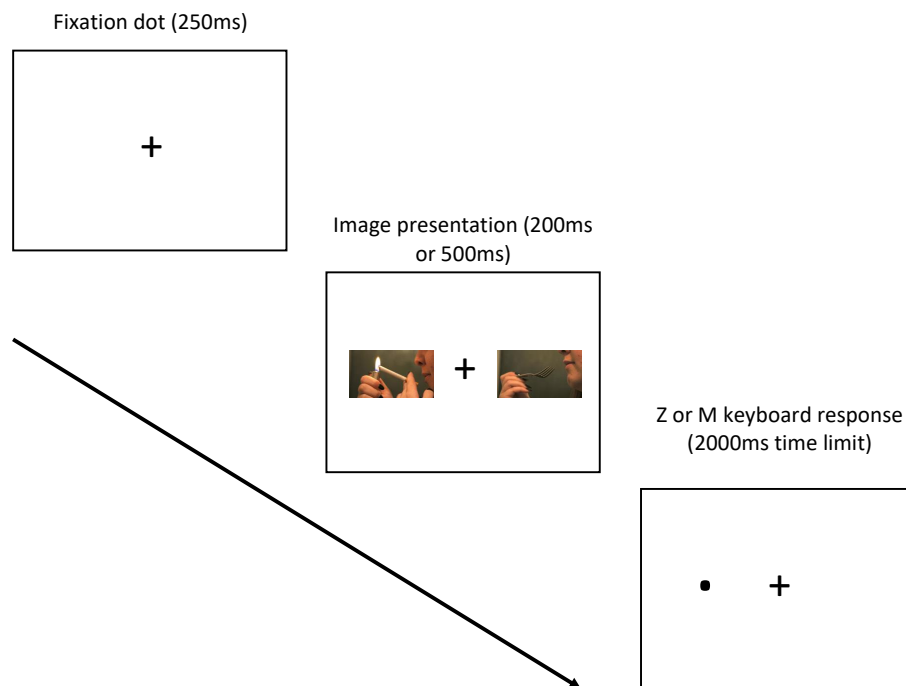 Fixation dot (250ms)
+
Image presentation (200ms
or 500ms)
+
Z or M keyboard response
(2000ms time limit)
+